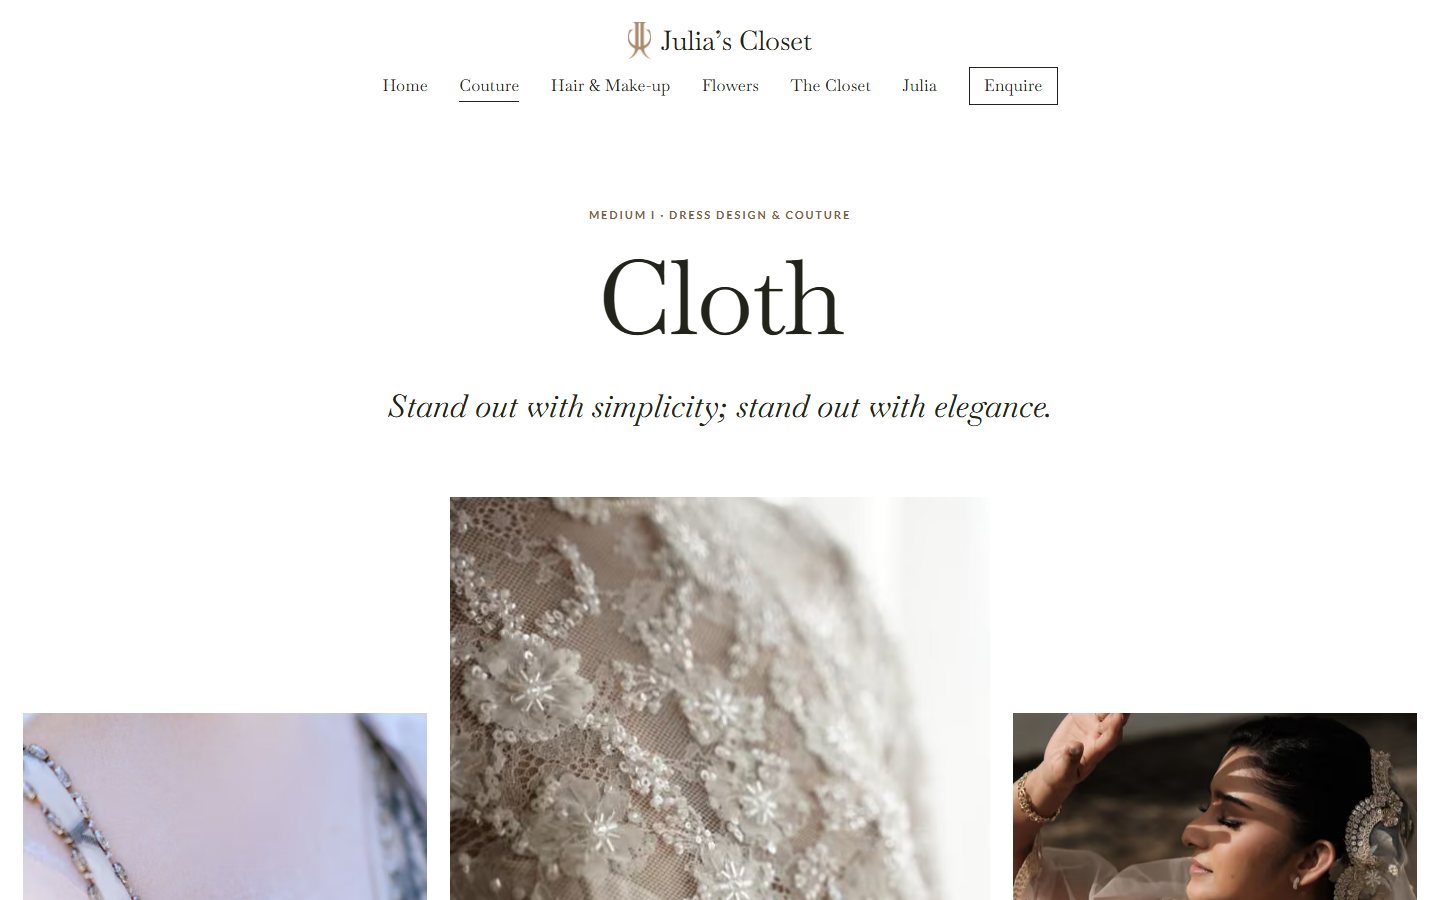 Julia’s Closet
Home Couture Hair & Make-up Flowers The Closet Julia Enquire
MEDIUM I · DRESS DESIGN & COUTURE
Cloth
Stand out with simplicity; stand out with elegance.